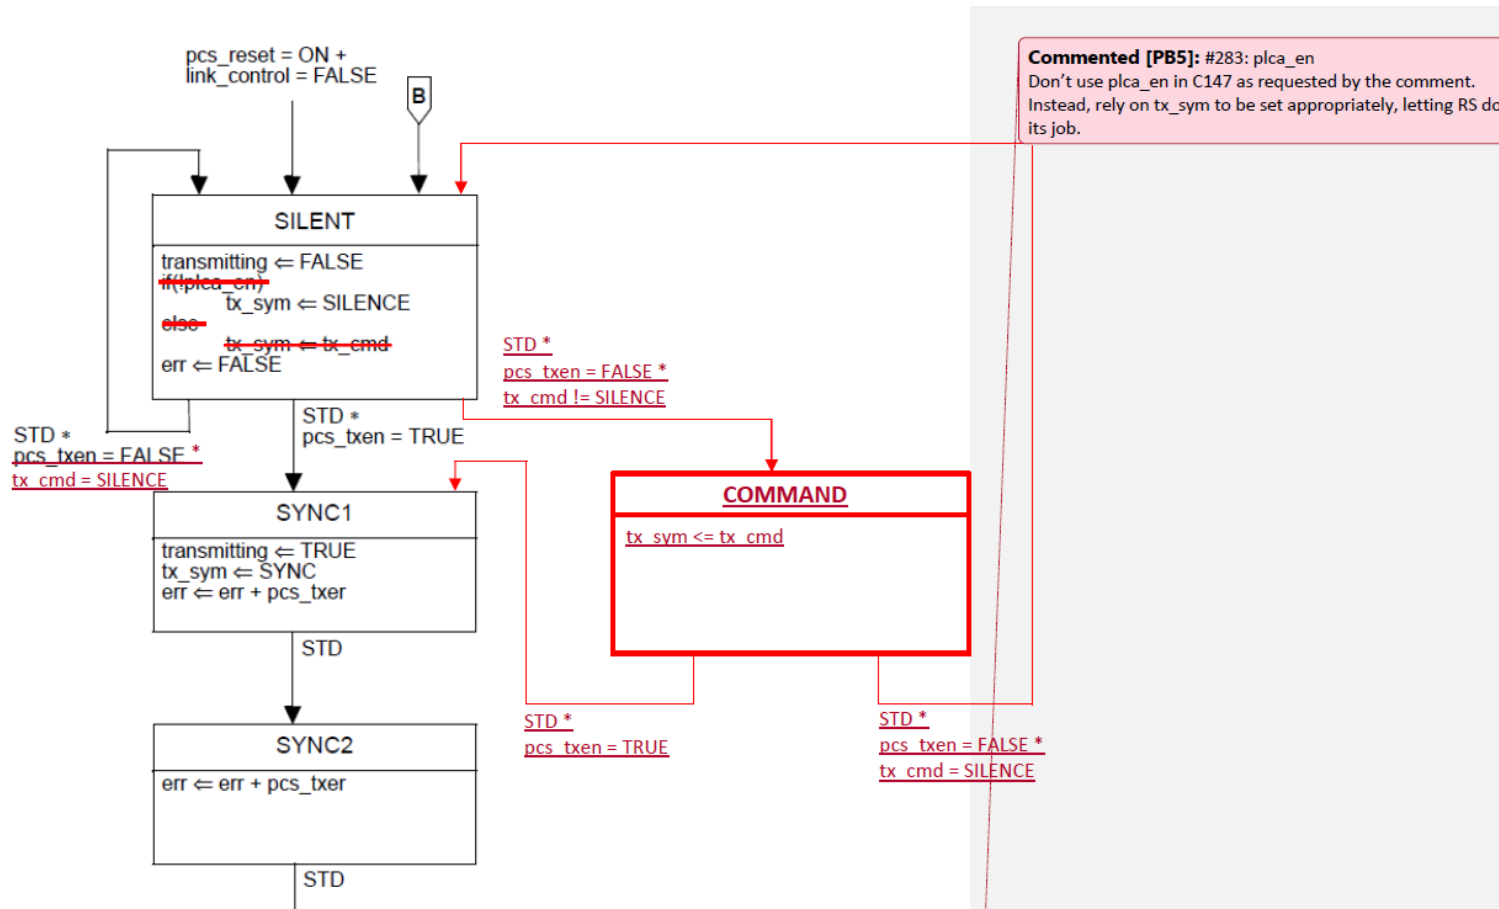 pcs_reset = ON +
link_control = FALSE
B
Commented [PB5]: #283: plca_en
Don't use plca_en in C147 as requested by the comment.
Instead, rely on tx_sym to be set appropriately, letting RS do
its job.
SILENT
transmitting ⇐ FALSE
if(!plca_en)
tx_sym ⇐ SILENCE
else
tx_sym ⇐ tx_cmd
err ⇐ FALSE
STD *
pcs_txen = FALSE *
tx_cmd != SILENCE
STD *
pcs_txen = TRUE
STD *
pcs_txen = FALSE *
tx_cmd = SILENCE
SYNC1
transmitting ⇐ TRUE
tx_sym ⇐ SYNC
err ⇐ err + pcs_txer
COMMAND
tx_sym <= tx_cmd
STD
STD *
pcs_txen = TRUE
STD *
pcs_txen = FALSE *
tx_cmd = SILENCE
SYNC2
err ⇐ err + pcs_txer
STD